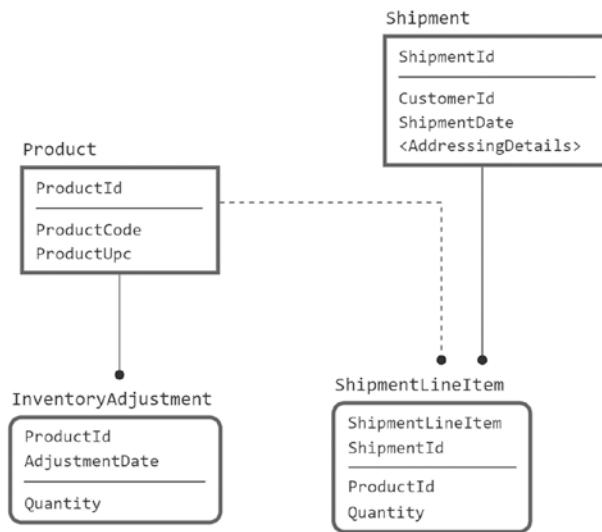 Shipment
ShipmentId
CustomerId
ShipmentDate
<AddressingDetails>
Product
ProductId
ProductCode
ProductUpc
InventoryAdjustment
ProductId
AdjustmentDate
Quantity
ShipmentLineItem
ShipmentLineItem
ShipmentId
ProductId
Quantity